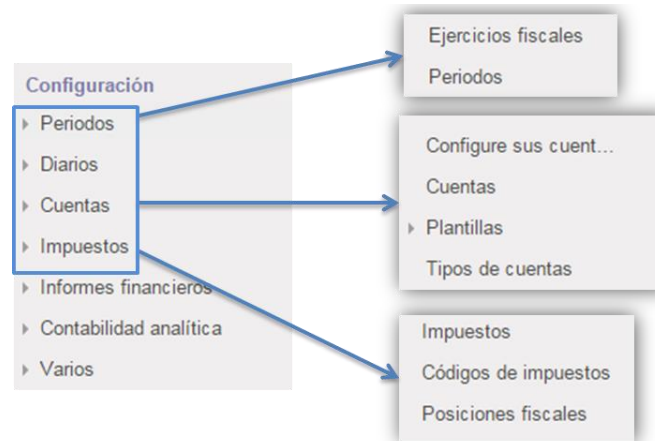 Configuración
Periodos
Diarios
Cuentas
Impuestos
Informes financieros
Contabilidad analítica
Varios
Ejercicios fiscales
Periodos
Configure sus cuent...
Cuentas
Plantillas
Tipos de cuentas
Impuestos
Códigos de impuestos
Posiciones fiscales